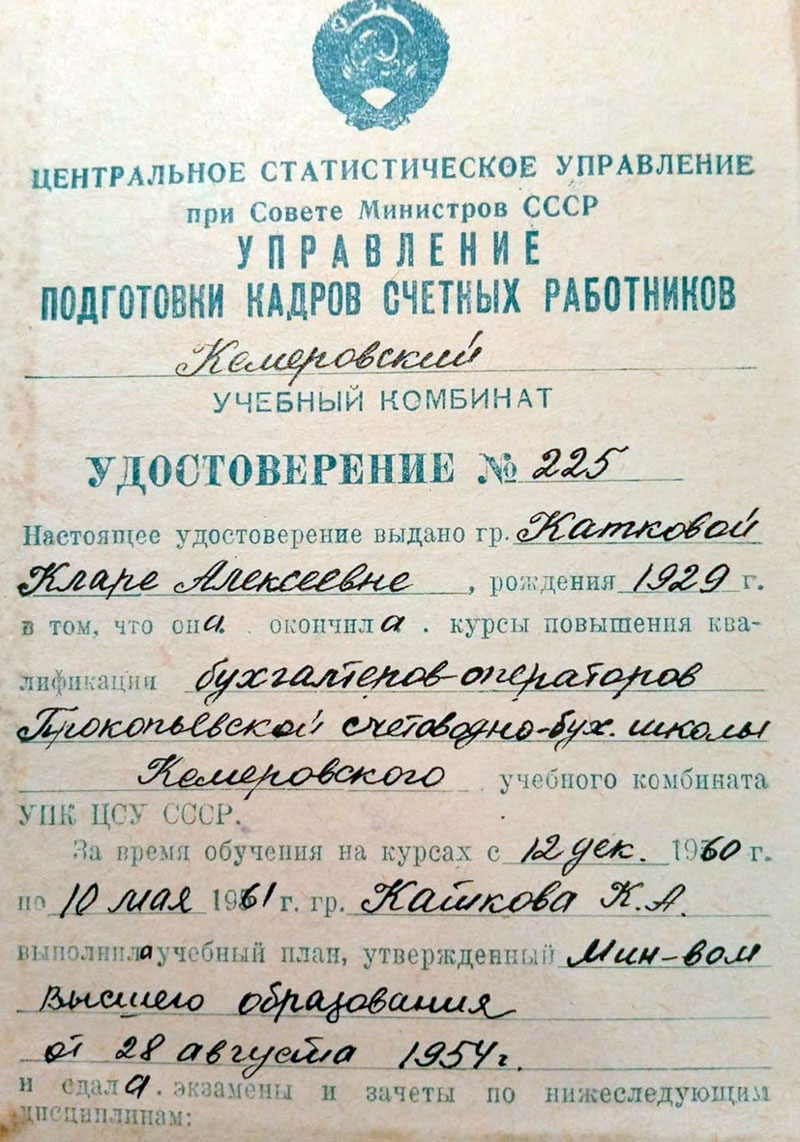 ЦЕНТРАЛЬНОЕ СТАТИСТИЧЕСКОЕ УПРАВЛЕНИЕ
при Совете Министров СССР
УПРАВЛЕНИЕ
ПОДГОТОВКИ КАДРОВ СЧЕТНЫХ РАБОТНИКОВ
Кемеровский
УЧЕБНЫЙ КОМБИНАТ
УДОСТОВЕРЕНИЕ № 225
Настоящее удостоверение выдано гр. Катковой
Кларе Алексеевне, рождения 1929 г.
в том, что она. окончила. курсы повышения ква-
лификации бухгалтеров-операторов
Прокопьевской счетоводно-бух. школы
Кемеровского учебного комбината
УПК ЦСУ СССР.
За время обучения на курсах с 12 дек. 1960 г.
по 10 мая 1961 г. гр. Каткова К. А.
выполнила учебный план, утвержденный Мин-вом
Высшего образования
от 28 августа 1954 г.
и сдала. экзамены и зачеты по нижеследующим
дисциплинам: